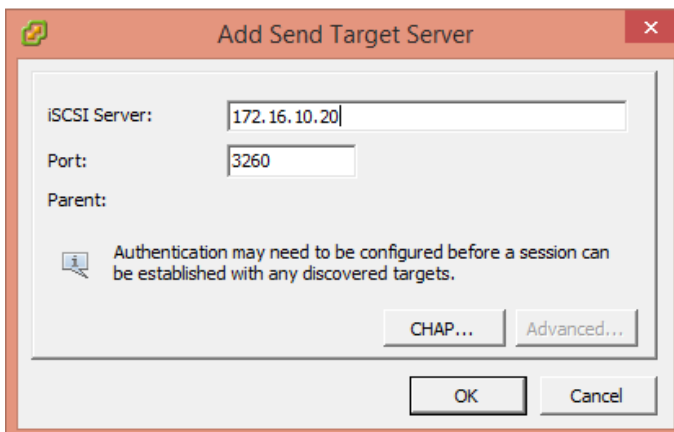 Add Send Target Server
iSCSI Server:
172.16.10.20
Port:
3260
Parent:
Authentication may need to be configured before a session can
be established with any discovered targets.
CHAP...
Advanced...
OK
Cancel